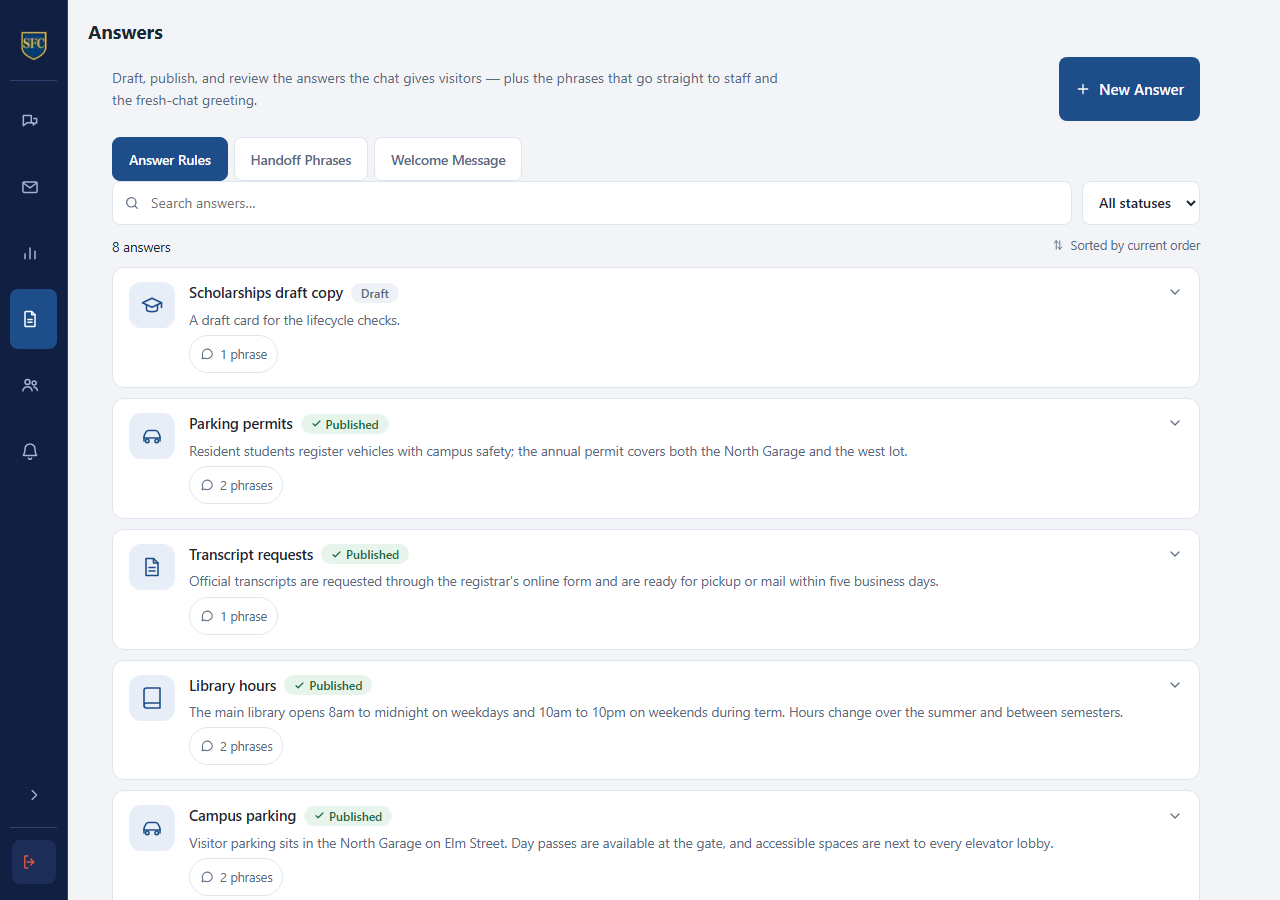 SFC
Answers
Draft, publish, and review the answers the chat gives visitors — plus the phrases that go straight to staff and
the fresh-chat greeting.
New Answer
Answer Rules
Handoff Phrases
Welcome Message
Search answers...
All statuses
8 answers
Sorted by current order
Scholarships draft copy
Draft
A draft card for the lifecycle checks.
1 phrase
Parking permits
Published
Resident students register vehicles with campus safety; the annual permit covers both the North Garage and the west lot.
2 phrases
Transcript requests
Published
Official transcripts are requested through the registrar's online form and are ready for pickup or mail within five business days.
1 phrase
Library hours
Published
The main library opens 8am to midnight on weekdays and 10am to 10pm on weekends during term. Hours change over the summer and between semesters.
2 phrases
Campus parking
Published
Visitor parking sits in the North Garage on Elm Street. Day passes are available at the gate, and accessible spaces are next to every elevator lobby.
2 phrases